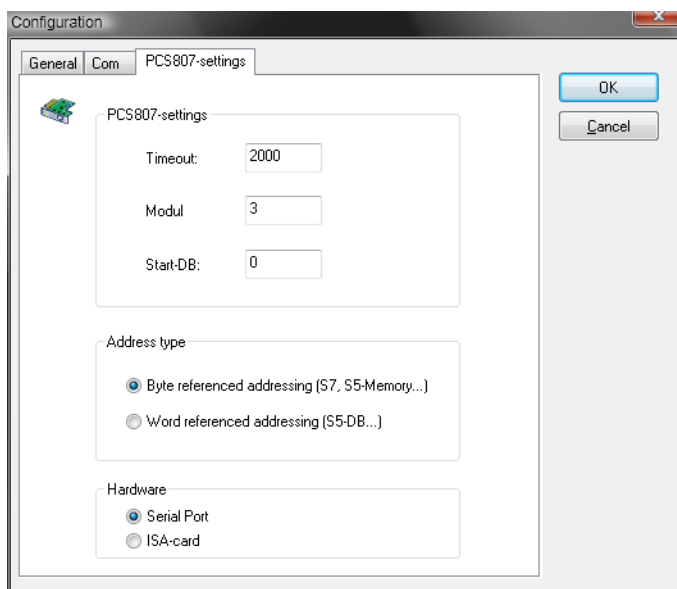 Configuration
General Com PCS807-settings
OK
Cancel
PCS807-settings
Timeout: 2000
Modul 3
Start-DB: 0
Address type
Byte referenced addressing (S7, S5-Memory...)
Word referenced addressing (S5-DB...)
Hardware
Serial Port
ISA-card